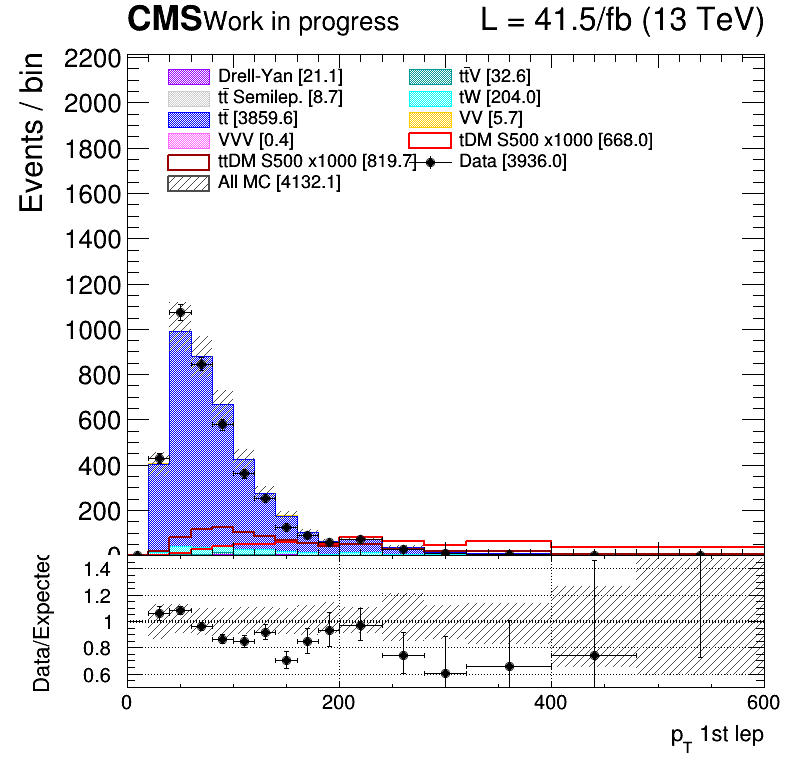 CMS Work in progress L = 41.5/fb (13 TeV)
Events / bin
2200
2000
1800
1600
1400
1200
1000
800
600
400
200
0
Drell-Yan [21.1] tt̄V [32.6]
tt̄ Semilep. [8.7] tW [204.0]
tt̄ [3859.6] VV [5.7]
VVV [0.4] tDM S500 x1000 [668.0]
ttDM S500 x1000 [819.7] Data [3936.0]
All MC [4132.1]
Data/Expected
1.4
1.2
1
0.8
0.6
0 200 400 600
p_T 1st lep